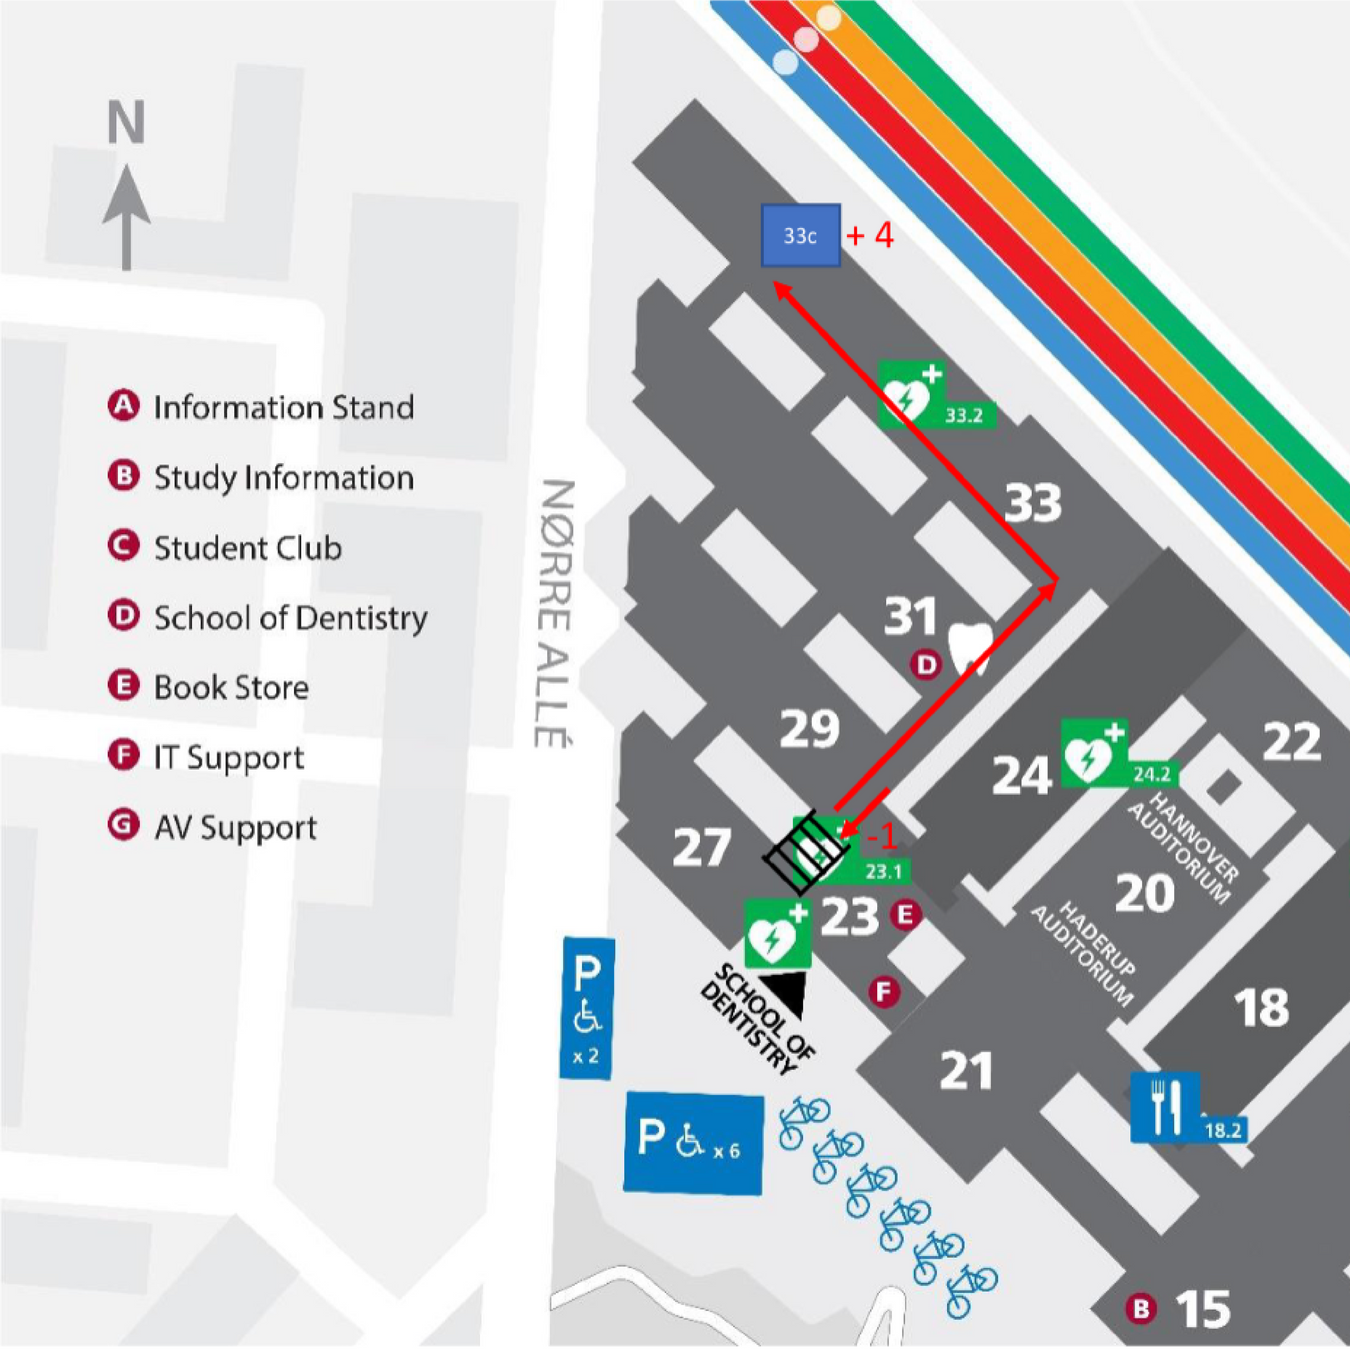 N
33c
+ 4
33.2
A Information Stand
B Study Information
C Student Club
D School of Dentistry
E Book Store
F IT Support
G AV Support
NØRRE ALLÉ
33
31
D
29
24
24.2
22
HANNOVER
AUDITORIUM
27
-1
23.1
20
23
E
HADERUP
AUDITORIUM
F
SCHOOL OF
DENTISTRY
P
x 2
18
21
P
x 6
18.2
B 15